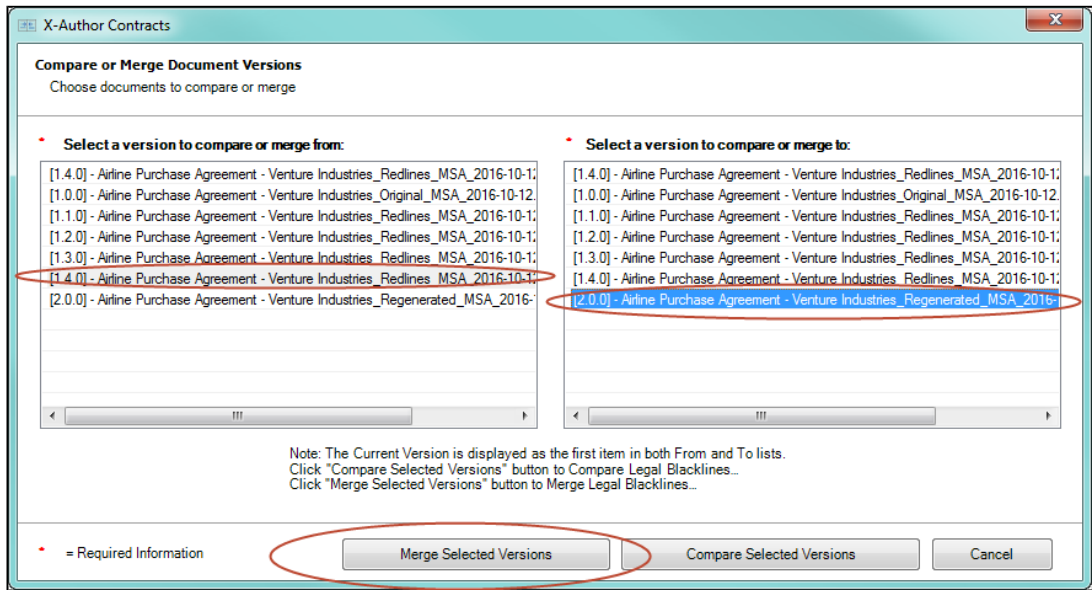 X-Author Contracts
Compare or Merge Document Versions
Choose documents to compare or merge
* Select a version to compare or merge from:
[1.4.0] - Airline Purchase Agreement - Venture Industries_Redlines_MSA_2016-10-12
[1.0.0] - Airline Purchase Agreement - Venture Industries_Original_MSA_2016-10-12.
[1.1.0] - Airline Purchase Agreement - Venture Industries_Redlines_MSA_2016-10-12
[1.2.0] - Airline Purchase Agreement - Venture Industries_Redlines_MSA_2016-10-12
[1.3.0] - Airline Purchase Agreement - Venture Industries_Redlines_MSA_2016-10-12
[1.4.0] - Airline Purchase Agreement - Venture Industries_Redlines_MSA_2016-10-12
[2.0.0] - Airline Purchase Agreement - Venture Industries_Regenerated_MSA_2016-
* Select a version to compare or merge to:
[1.4.0] - Airline Purchase Agreement - Venture Industries_Redlines_MSA_2016-10-12
[1.0.0] - Airline Purchase Agreement - Venture Industries_Original_MSA_2016-10-12.
[1.1.0] - Airline Purchase Agreement - Venture Industries_Redlines_MSA_2016-10-12
[1.2.0] - Airline Purchase Agreement - Venture Industries_Redlines_MSA_2016-10-12
[1.3.0] - Airline Purchase Agreement - Venture Industries_Redlines_MSA_2016-10-12
[1.4.0] - Airline Purchase Agreement - Venture Industries_Redlines_MSA_2016-10-12
[2.0.0] - Airline Purchase Agreement - Venture Industries_Regenerated_MSA_2016-
Note: The Current Version is displayed as the first item in both From and To lists.
Click "Compare Selected Versions" button to Compare Legal Blacklines...
Click "Merge Selected Versions" button to Merge Legal Blacklines...
* = Required Information
Merge Selected Versions
Compare Selected Versions
Cancel